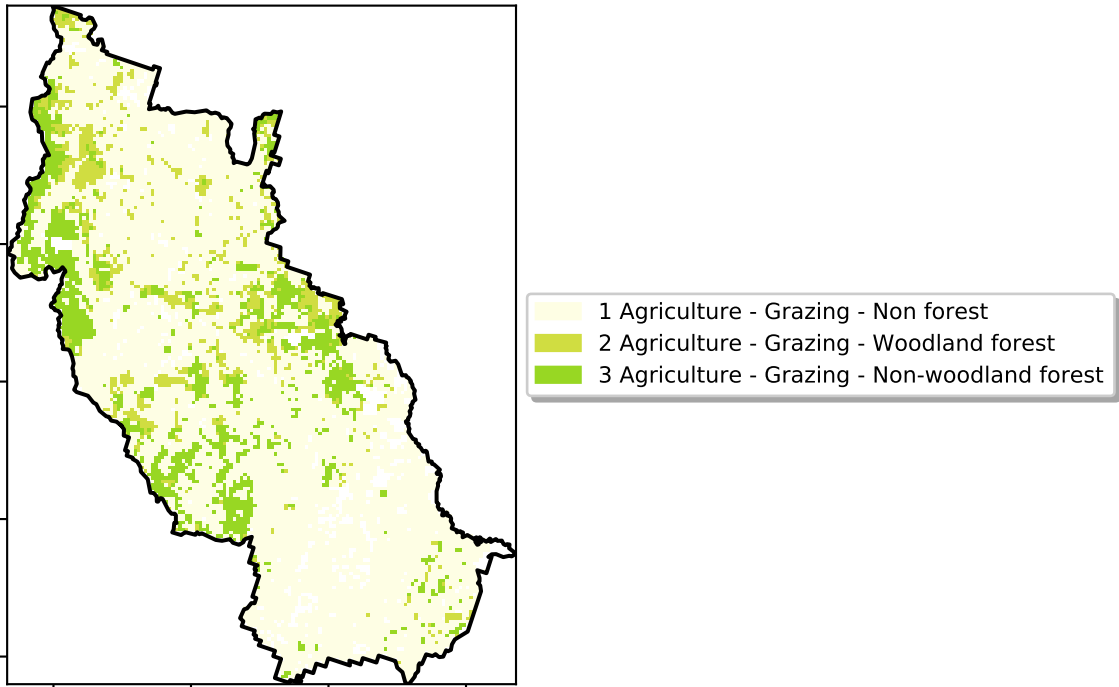 1 Agriculture - Grazing - Non forest
2 Agriculture - Grazing - Woodland forest
3 Agriculture - Grazing - Non-woodland forest